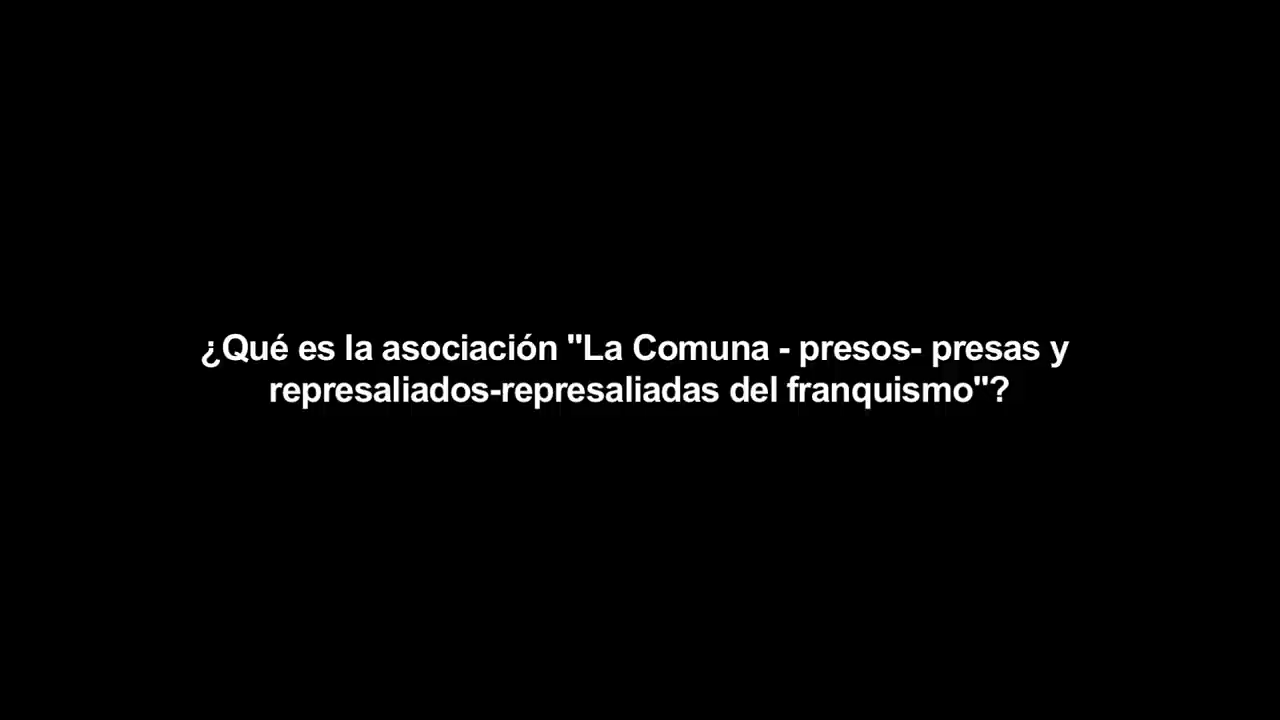 ¿Qué es la asociación "La Comuna - presos- presas y
represaliados-represaliadas del franquismo"?